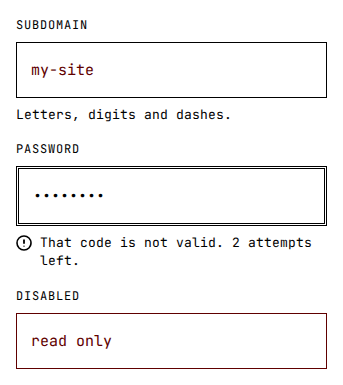 SUBDOMAIN
my-site
Letters, digits and dashes.
PASSWORD
••••••••
That code is not valid. 2 attempts
left.
DISABLED
read only